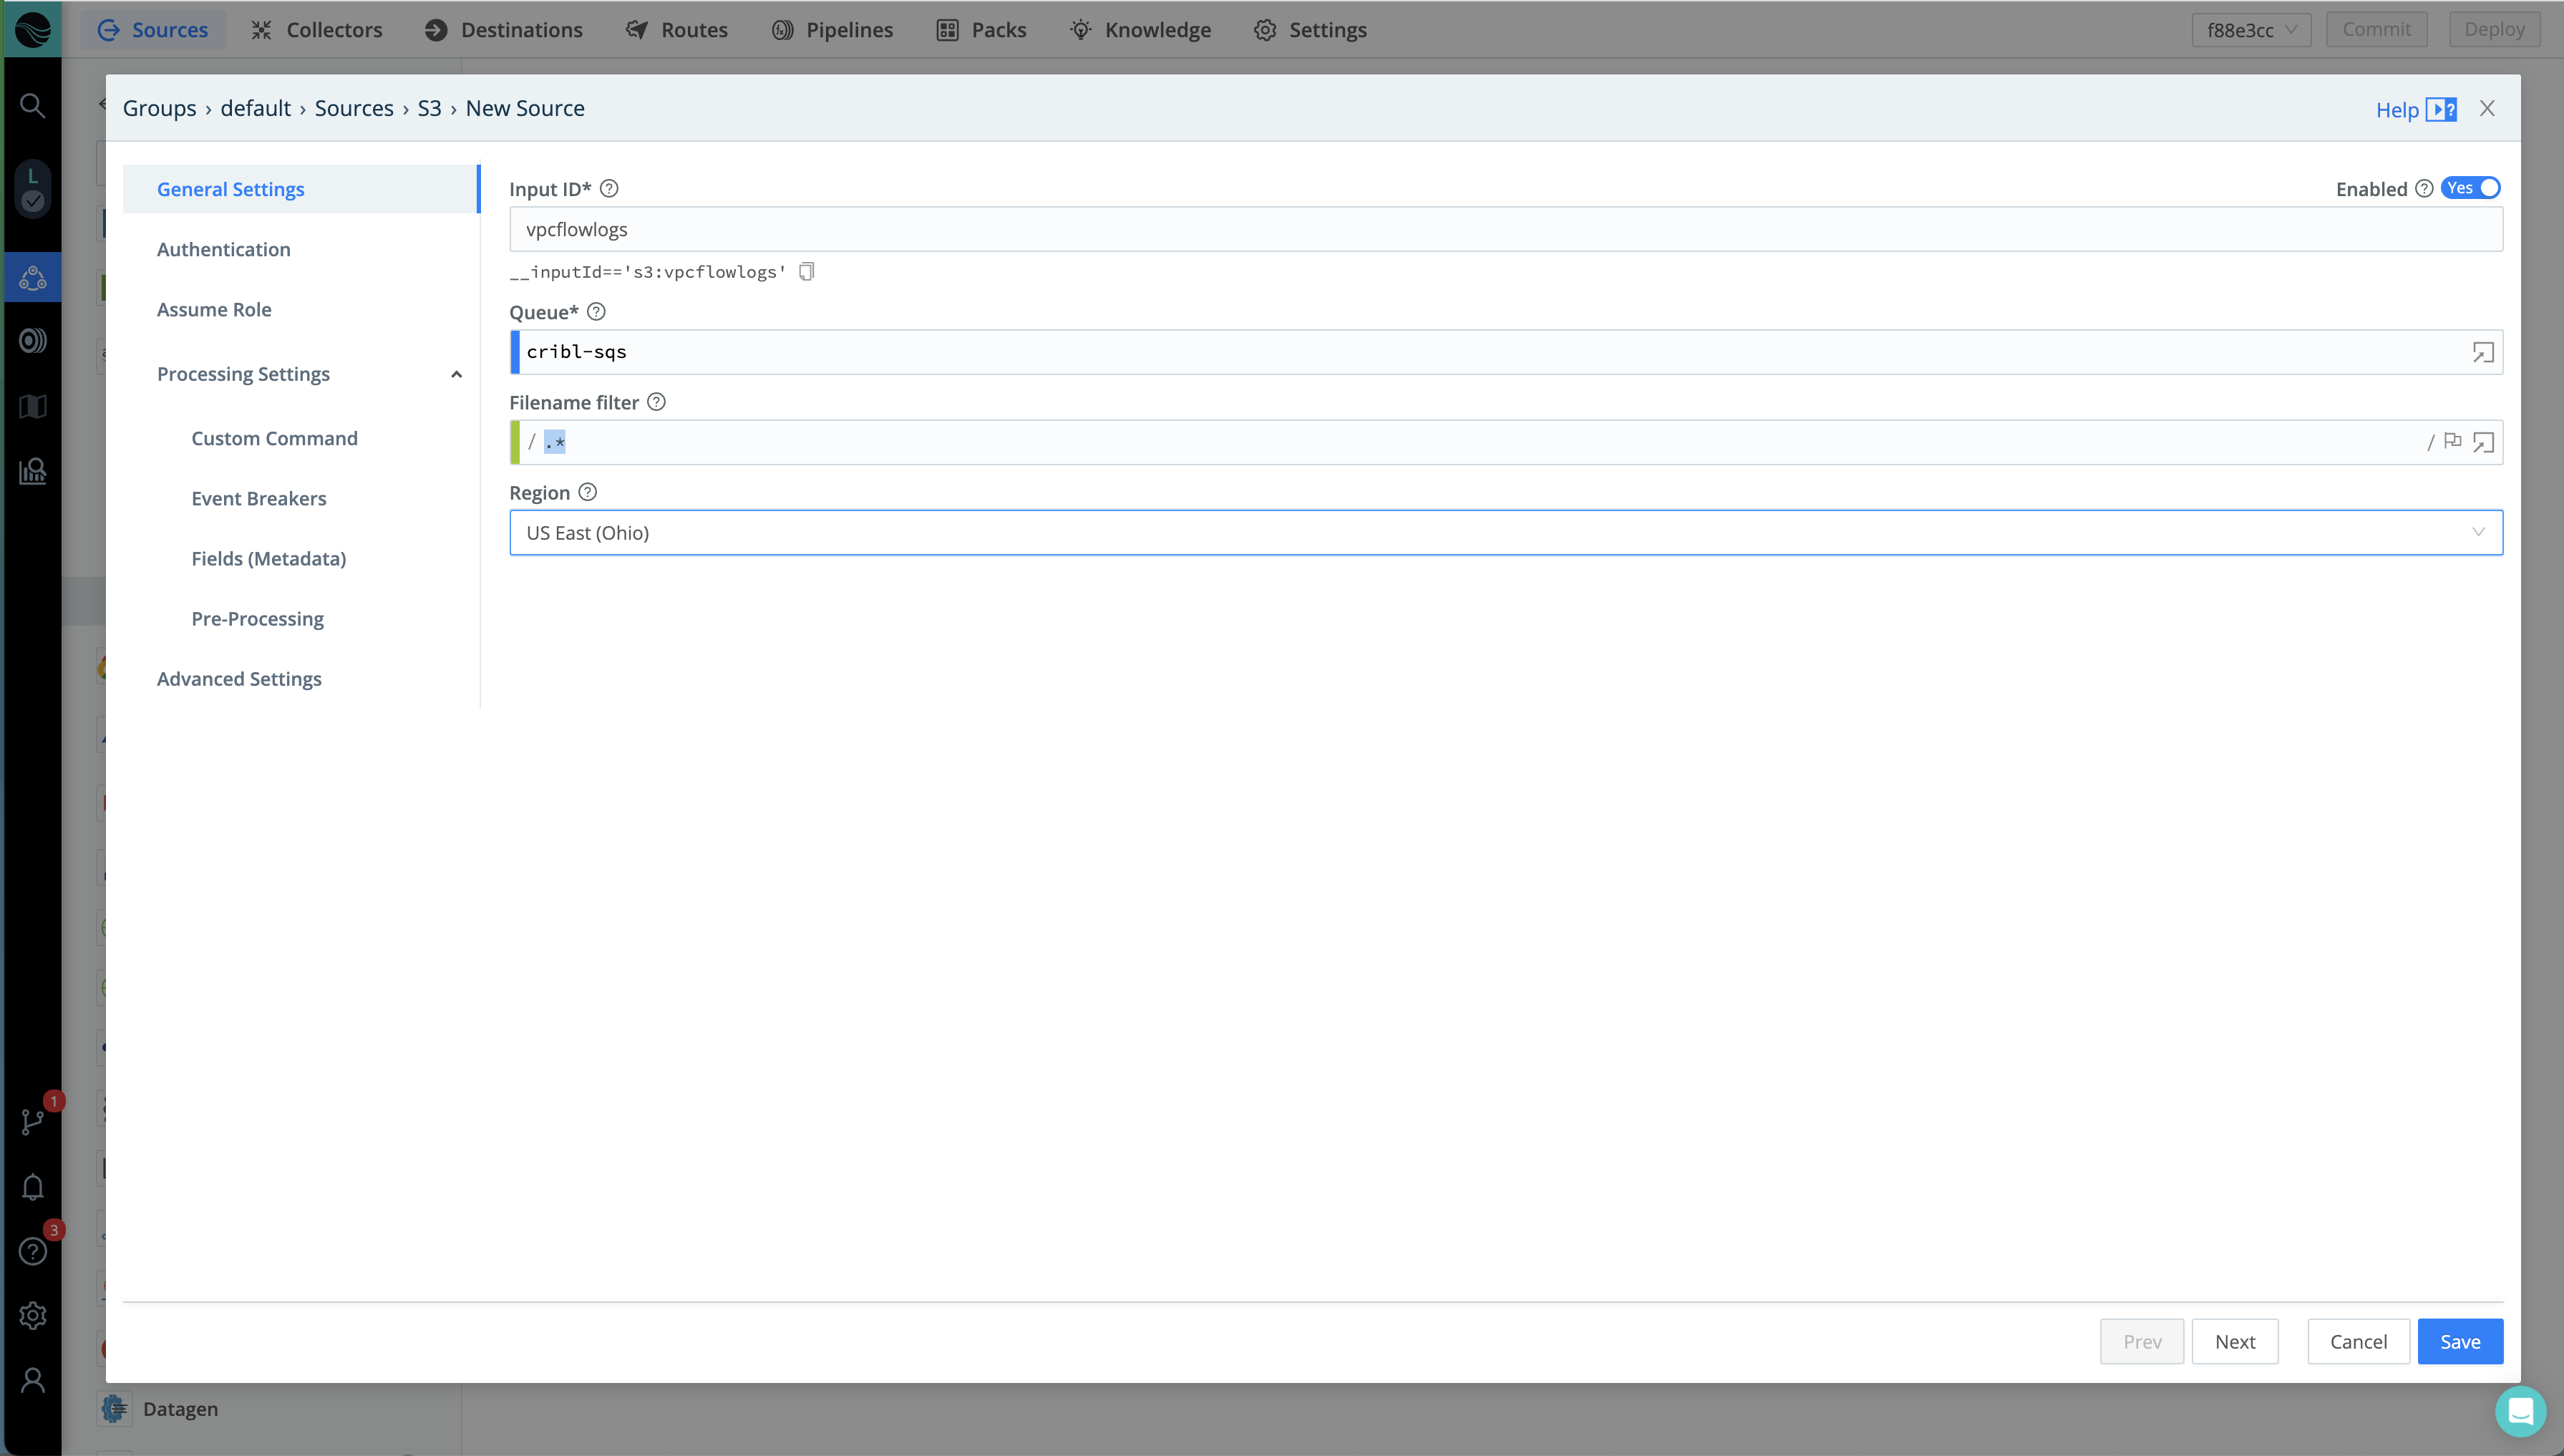 Sources Collectors Destinations Routes Pipelines Packs Knowledge Settings f88e3cc Commit Deploy
Groups › default › Sources › S3 › New Source Help
L
General Settings
Authentication
Assume Role
Processing Settings
Custom Command
Event Breakers
Fields (Metadata)
Pre-Processing
Advanced Settings
Input ID* Enabled Yes
vpcflowlogs
__inputId=='s3:vpcflowlogs'
Queue*
cribl-sqs
Filename filter
/ .* /
Region
US East (Ohio)
1
3
Prev Next Cancel Save
Datagen